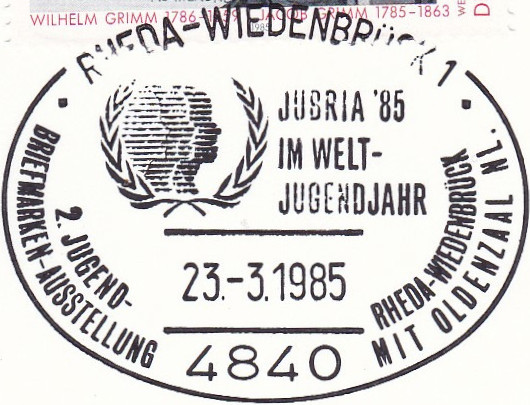 WILHELM GRIMM 1786-1859 JACOB GRIMM 1785-1863
1985
RHEDA-WIEDENBRÜCK 1
JUBRIA '85
IM WELT-
JUGENDJAHR
2. JUGEND-
BRIEFMARKEN-AUSSTELLUNG
23.-3.1985
RHEDA-WIEDENBRÜCK
MIT OLDENZAAL NL.
4840